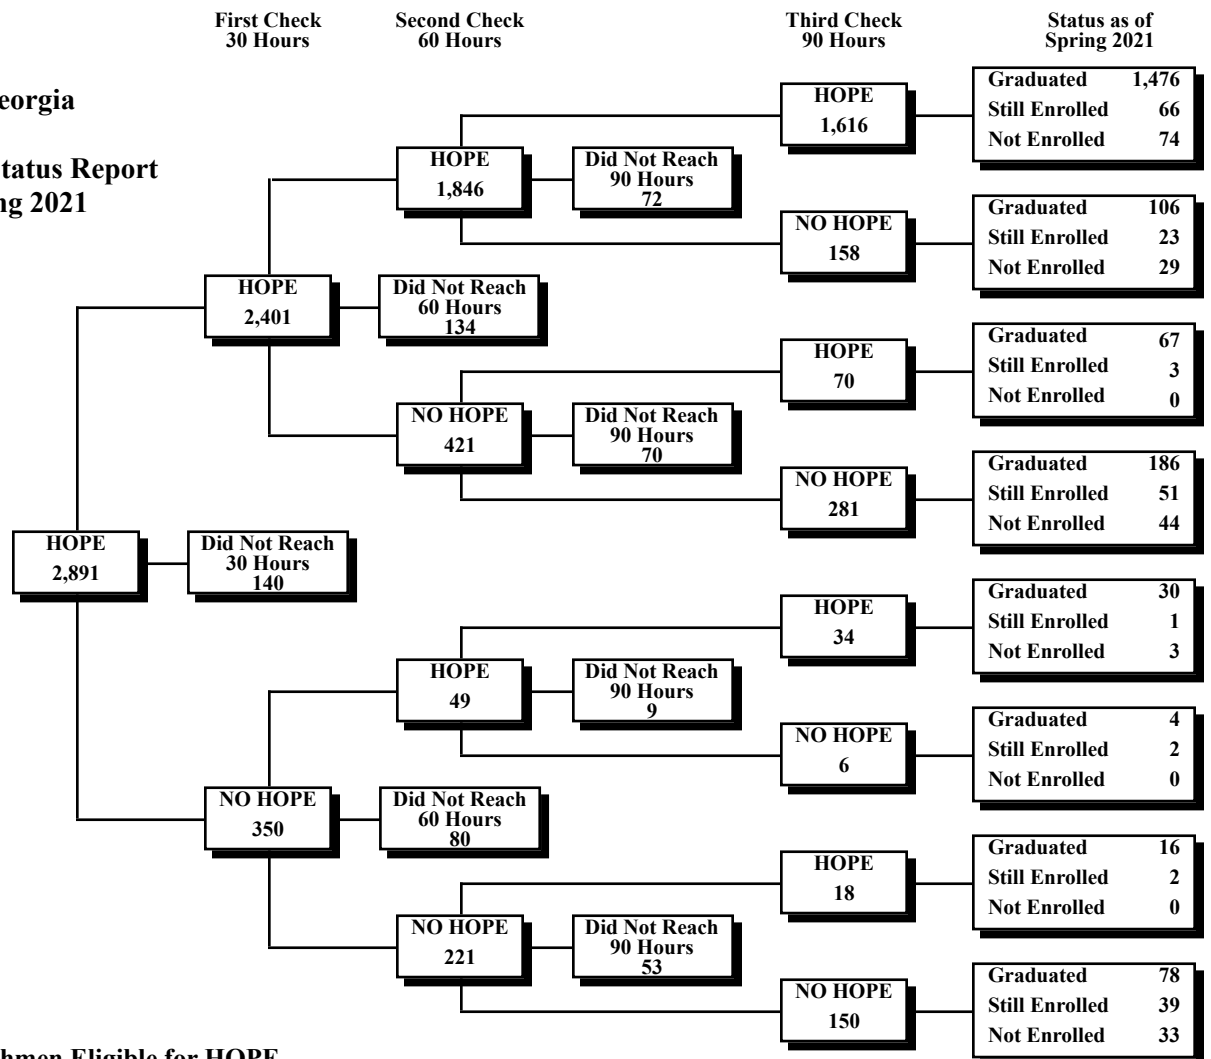 First Check
30 Hours
Second Check
60 Hours
Third Check
90 Hours
Status as of
Spring 2021
eorgia
tatus Report
ng 2021
HOPE
2,891
Did Not Reach
30 Hours
140
HOPE
2,401
Did Not Reach
60 Hours
134
NO HOPE
350
Did Not Reach
60 Hours
80
HOPE
1,846
Did Not Reach
90 Hours
72
NO HOPE
421
Did Not Reach
90 Hours
70
HOPE
49
Did Not Reach
90 Hours
9
NO HOPE
221
Did Not Reach
90 Hours
53
HOPE
1,616
Graduated 1,476
Still Enrolled 66
Not Enrolled 74
NO HOPE
158
Graduated 106
Still Enrolled 23
Not Enrolled 29
HOPE
70
Graduated 67
Still Enrolled 3
Not Enrolled 0
NO HOPE
281
Graduated 186
Still Enrolled 51
Not Enrolled 44
HOPE
34
Graduated 30
Still Enrolled 1
Not Enrolled 3
NO HOPE
6
Graduated 4
Still Enrolled 2
Not Enrolled 0
HOPE
18
Graduated 16
Still Enrolled 2
Not Enrolled 0
NO HOPE
150
Graduated 78
Still Enrolled 39
Not Enrolled 33
hmen Eligible for HOPE